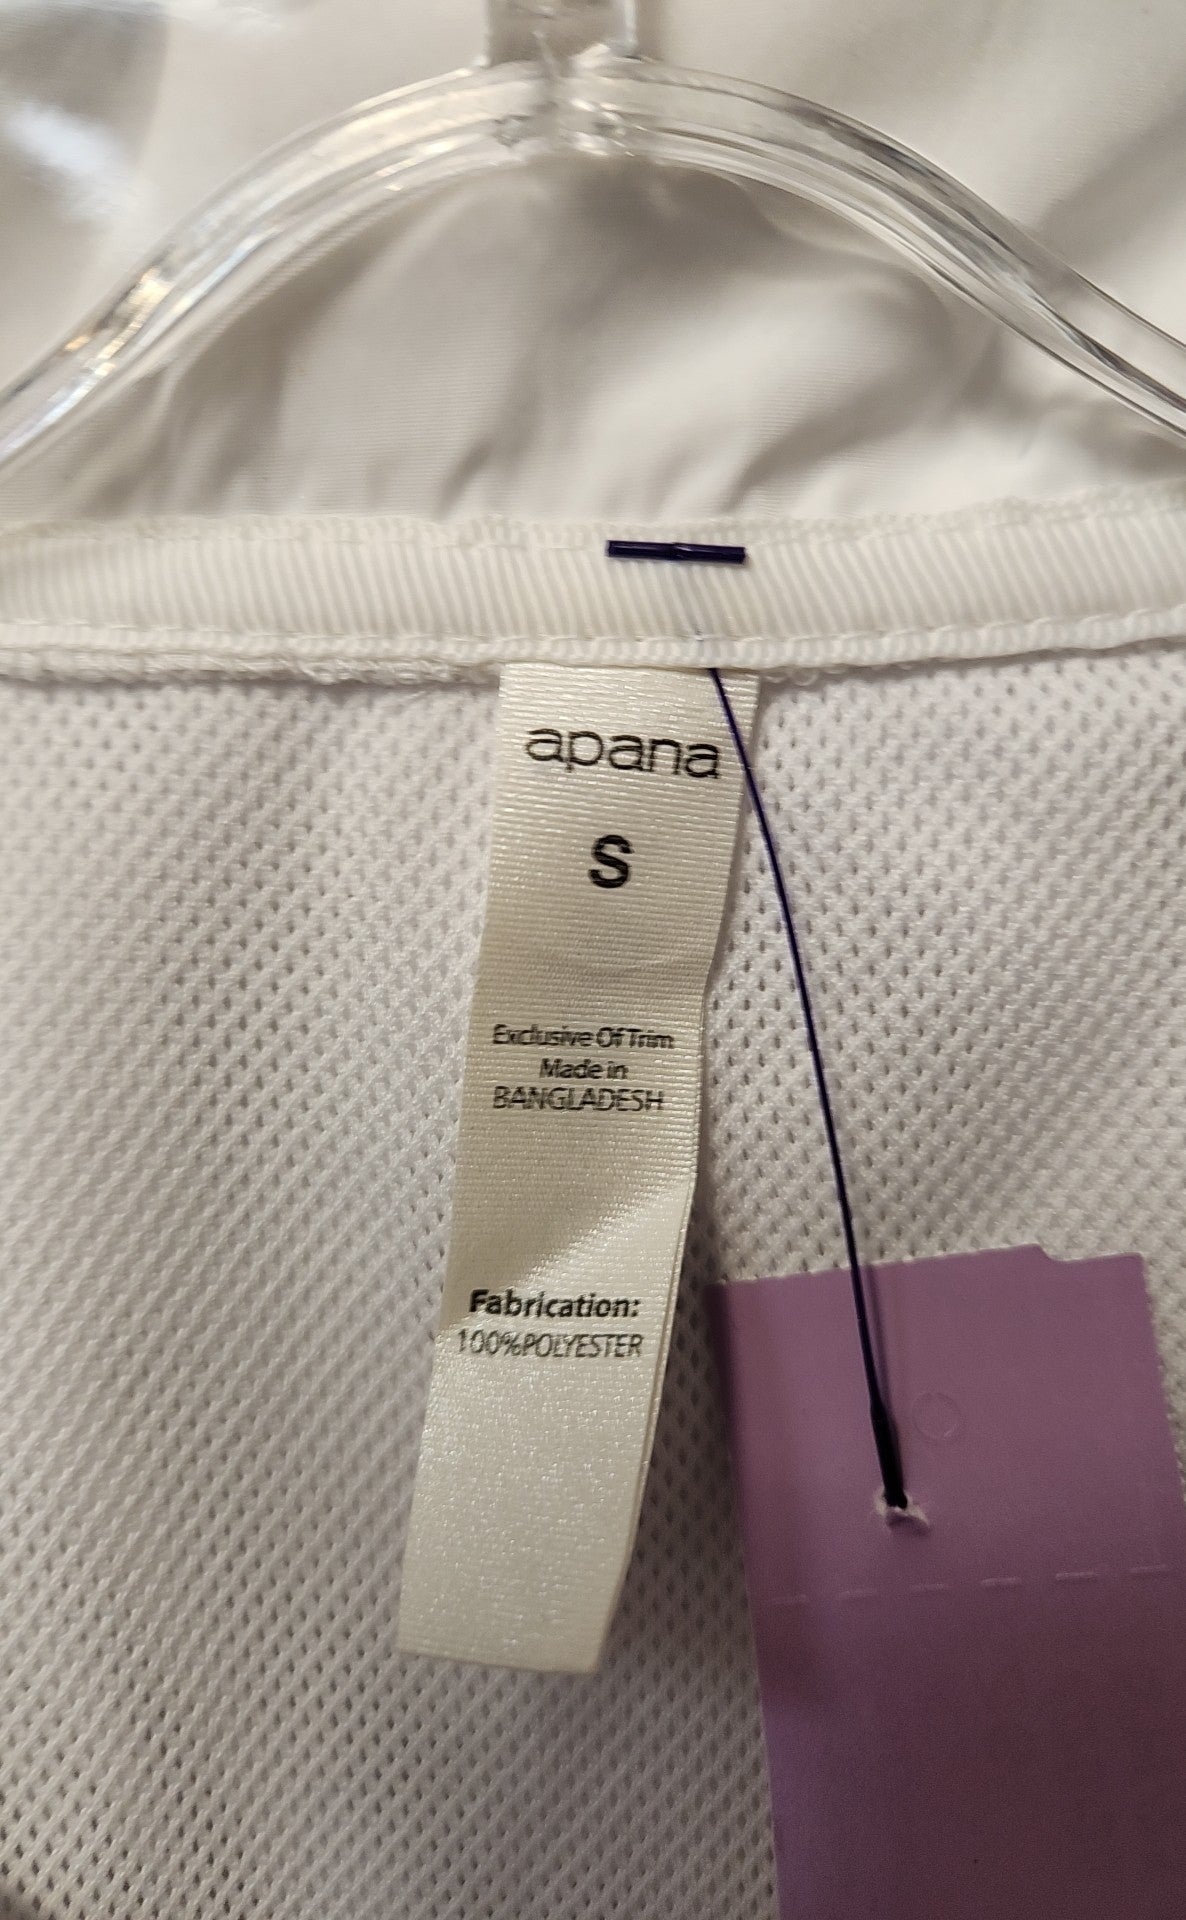 apana
S
Exclusive Of Trim
Made in
BANGLADESH
Fabrication:
100%POLYESTER